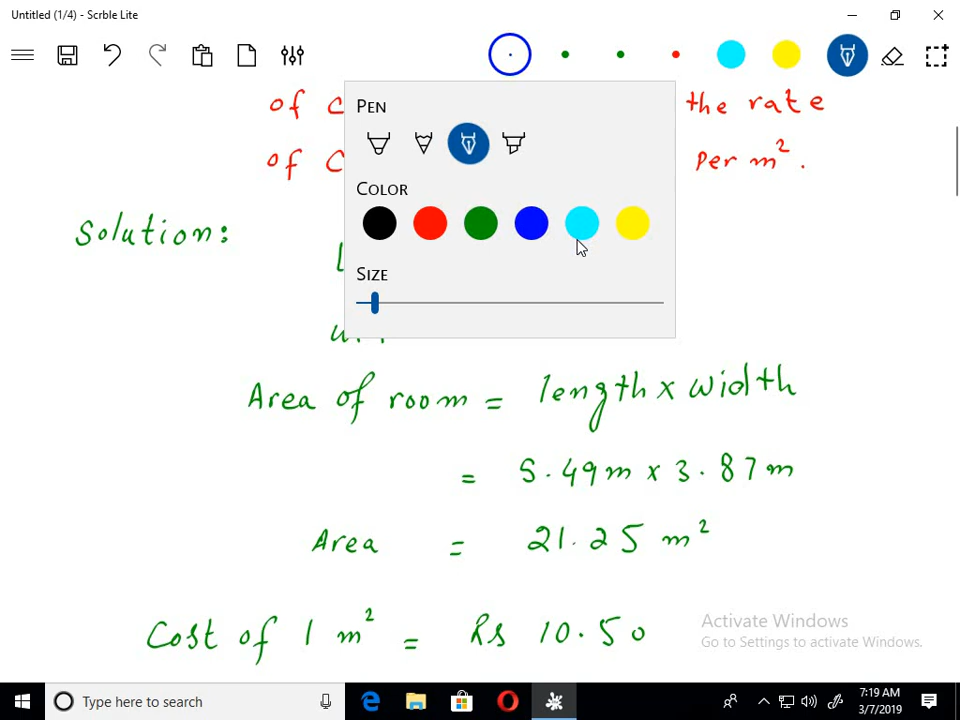 Untitled (1/4) - Scrble Lite
of C the rate
PEN
of C Per m².
COLOR
Solution:
SIZE
Area of room = length x width
= 5.49m x 3.87m
Area = 21.25 m²
Cost of 1 m² = Rs 10.50
Activate Windows
Go to Settings to activate Windows.
Type here to search
7:19 AM
3/7/2019